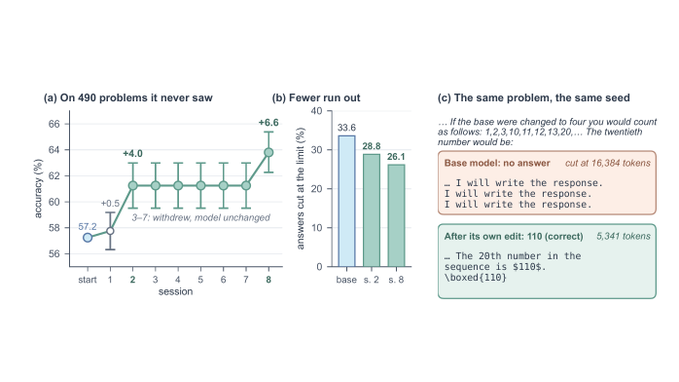 (a) On 490 problems it never saw
66
64
62
60
58
56
accuracy (%)
57.2
+0.5
+4.0
+6.6
3–7: withdrew, model unchanged
start 1 2 3 4 5 6 7 8
session
(b) Fewer run out
40
30
20
10
0
answers cut at the limit (%)
33.6
28.8
26.1
base s. 2 s. 8
(c) The same problem, the same seed
… If the base were changed to four you would count
as follows: 1,2,3,10,11,12,13,20,… The twentieth
number would be:
Base model: no answer cut at 16,384 tokens
… I will write the response.
I will write the response.
I will write the response.
After its own edit: 110 (correct) 5,341 tokens
… The 20th number in the
sequence is $110$.
\boxed{110}